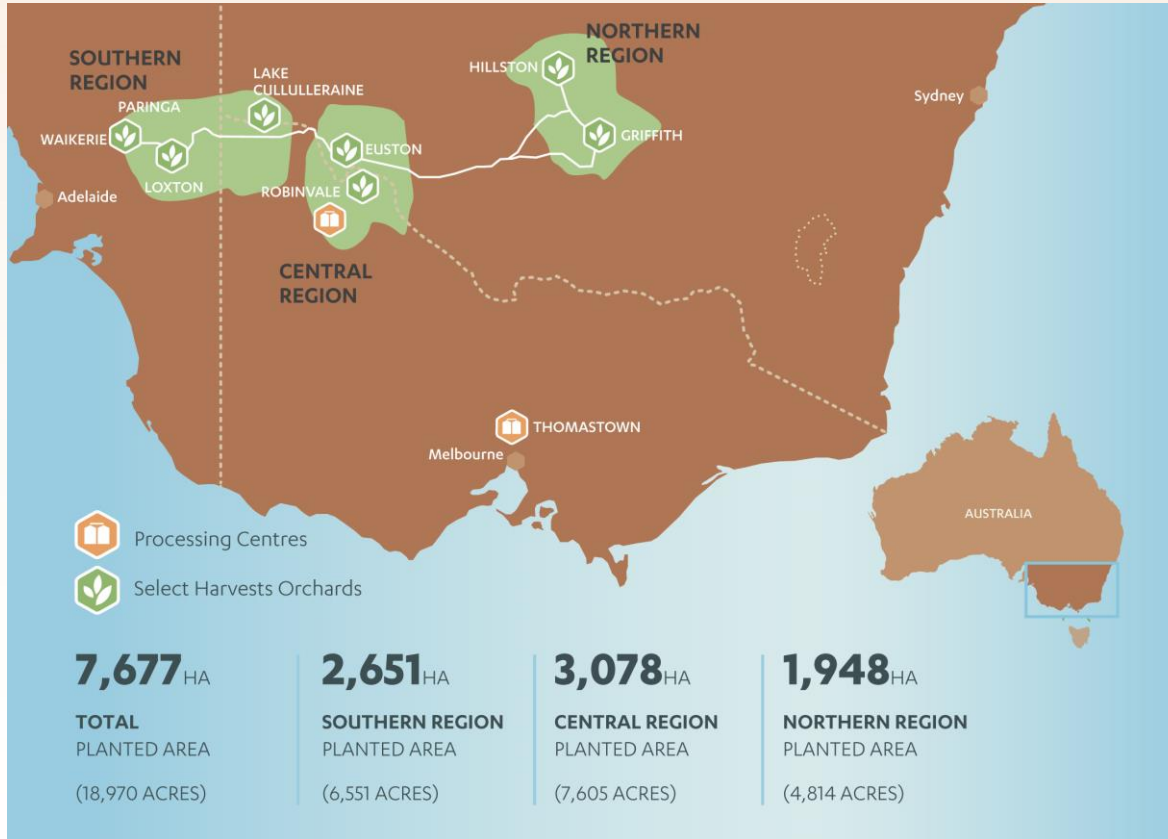 NORTHERN
REGION
SOUTHERN
REGION
HILLSTON
LAKE
CULLULLERAINE
Sydney
PARINGA
WAIKERIE
GRIFFITH
EUSTON
LOXTON
ROBINVALE
Adelaide
CENTRAL
REGION
THOMASTOWN
Melbourne
AUSTRALIA
Processing Centres
Select Harvests Orchards
7,677HA
TOTAL
PLANTED AREA
(18,970 ACRES)
2,651HA
SOUTHERN REGION
PLANTED AREA
(6,551 ACRES)
3,078HA
CENTRAL REGION
PLANTED AREA
(7,605 ACRES)
1,948HA
NORTHERN REGION
PLANTED AREA
(4,814 ACRES)